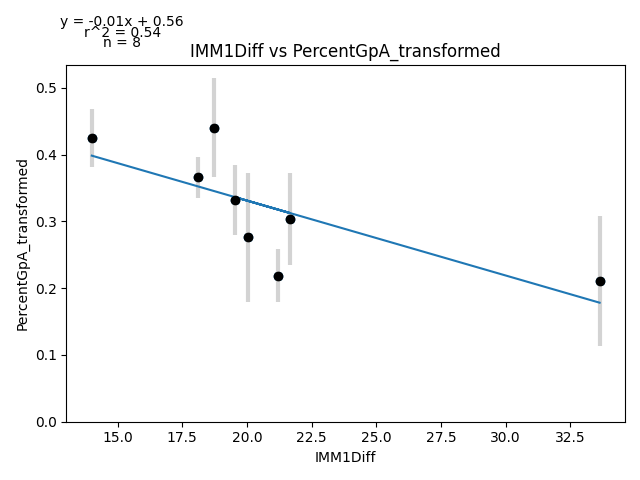 y = -0.01x + 0.56
r^2 = 0.54
n = 8
IMM1Diff vs PercentGpA_transformed
PercentGpA_transformed
0.5
0.4
0.3
0.2
0.1
0.0
15.0 17.5 20.0 22.5 25.0 27.5 30.0 32.5
IMM1Diff